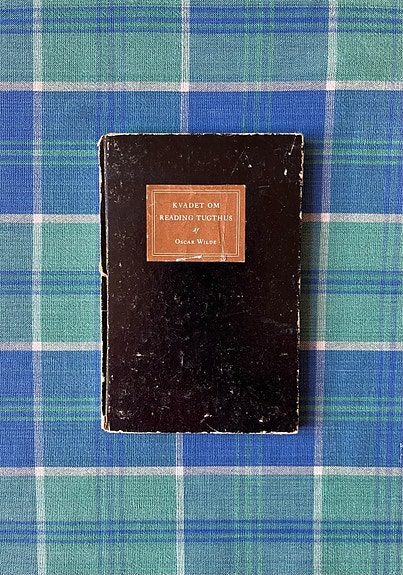 KVADET OM
READING TUGTHUS
Af
OSCAR WILDE